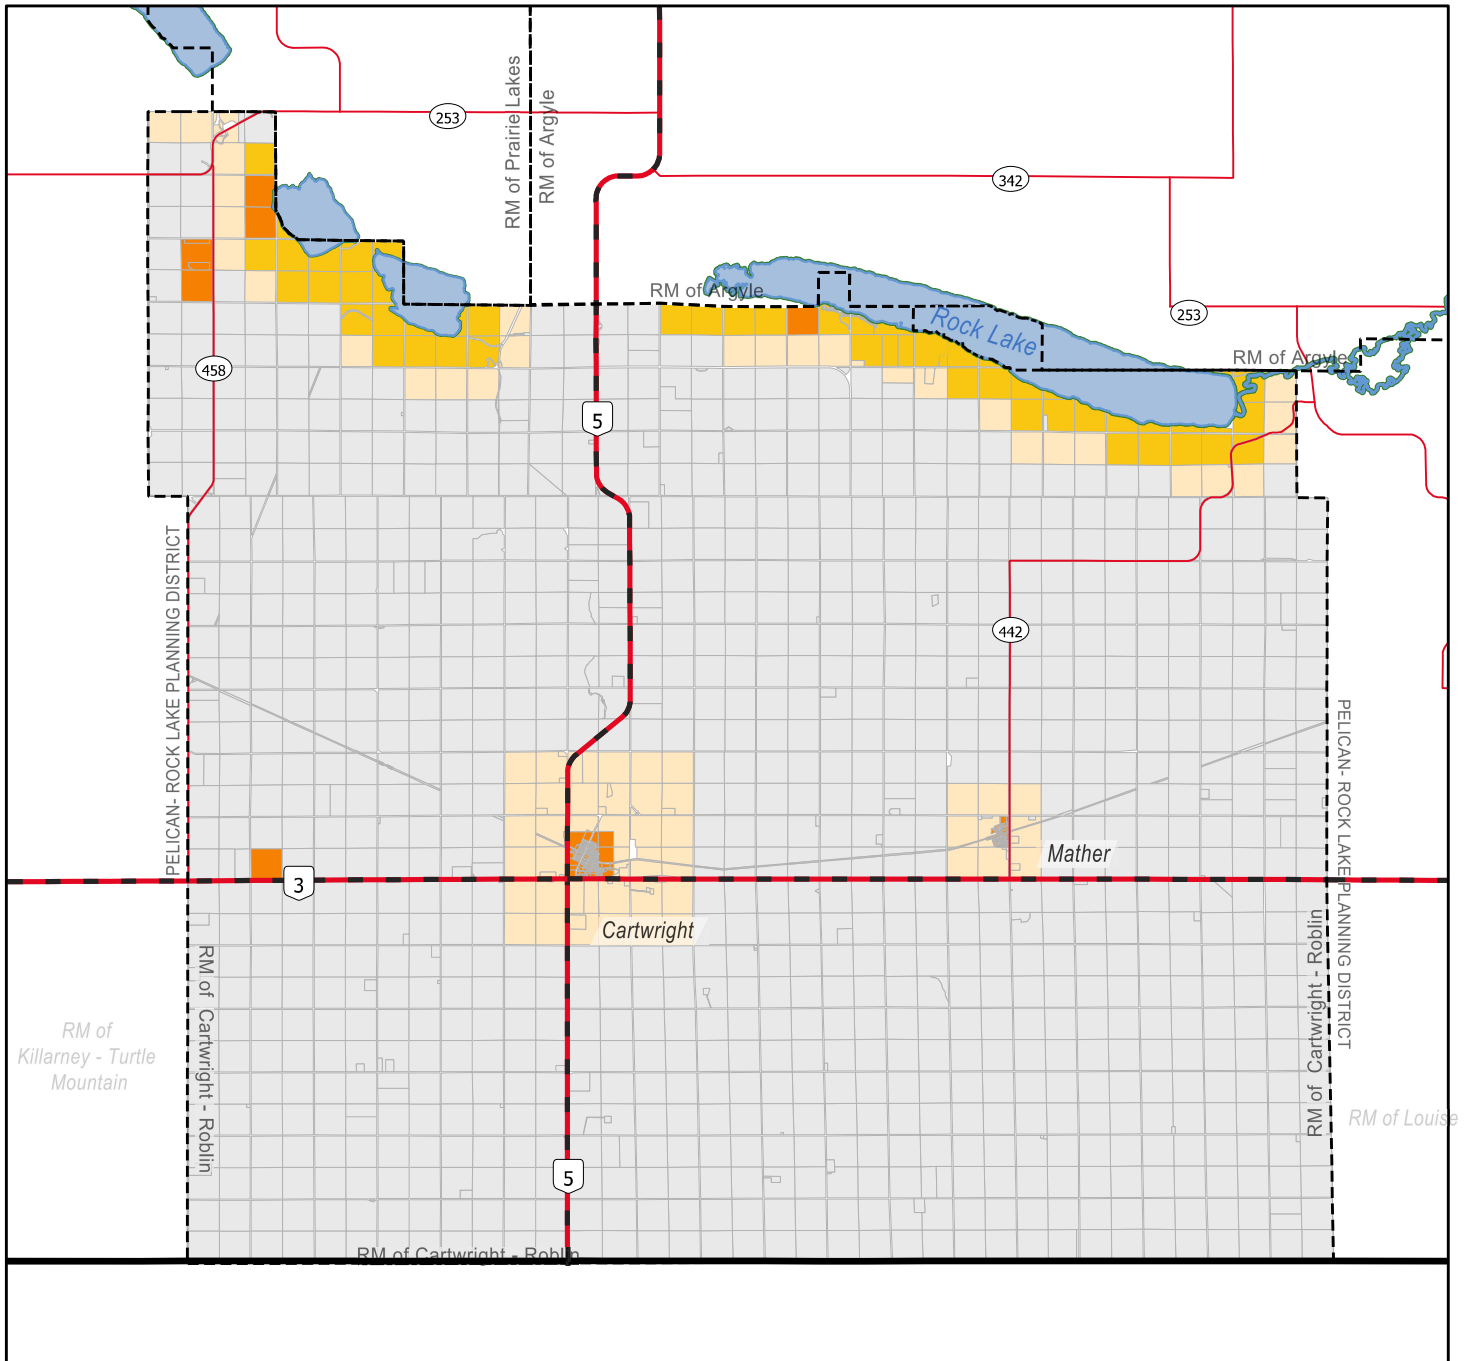 RM of Prairie Lakes
RM of Argyle
253
342
RM of Argyle
Rock Lake
253
RM of Argyle
458
5
PELICAN- ROCK LAKE PLANNING DISTRICT
442
PELICAN- ROCK LAKE PLANNING DISTRICT
Mather
3
Cartwright
RM of Cartwright - Roblin
RM of Cartwright - Roblin
RM of
Killarney - Turtle
Mountain
RM of Louise
5
RM of Cartwright - Roblin